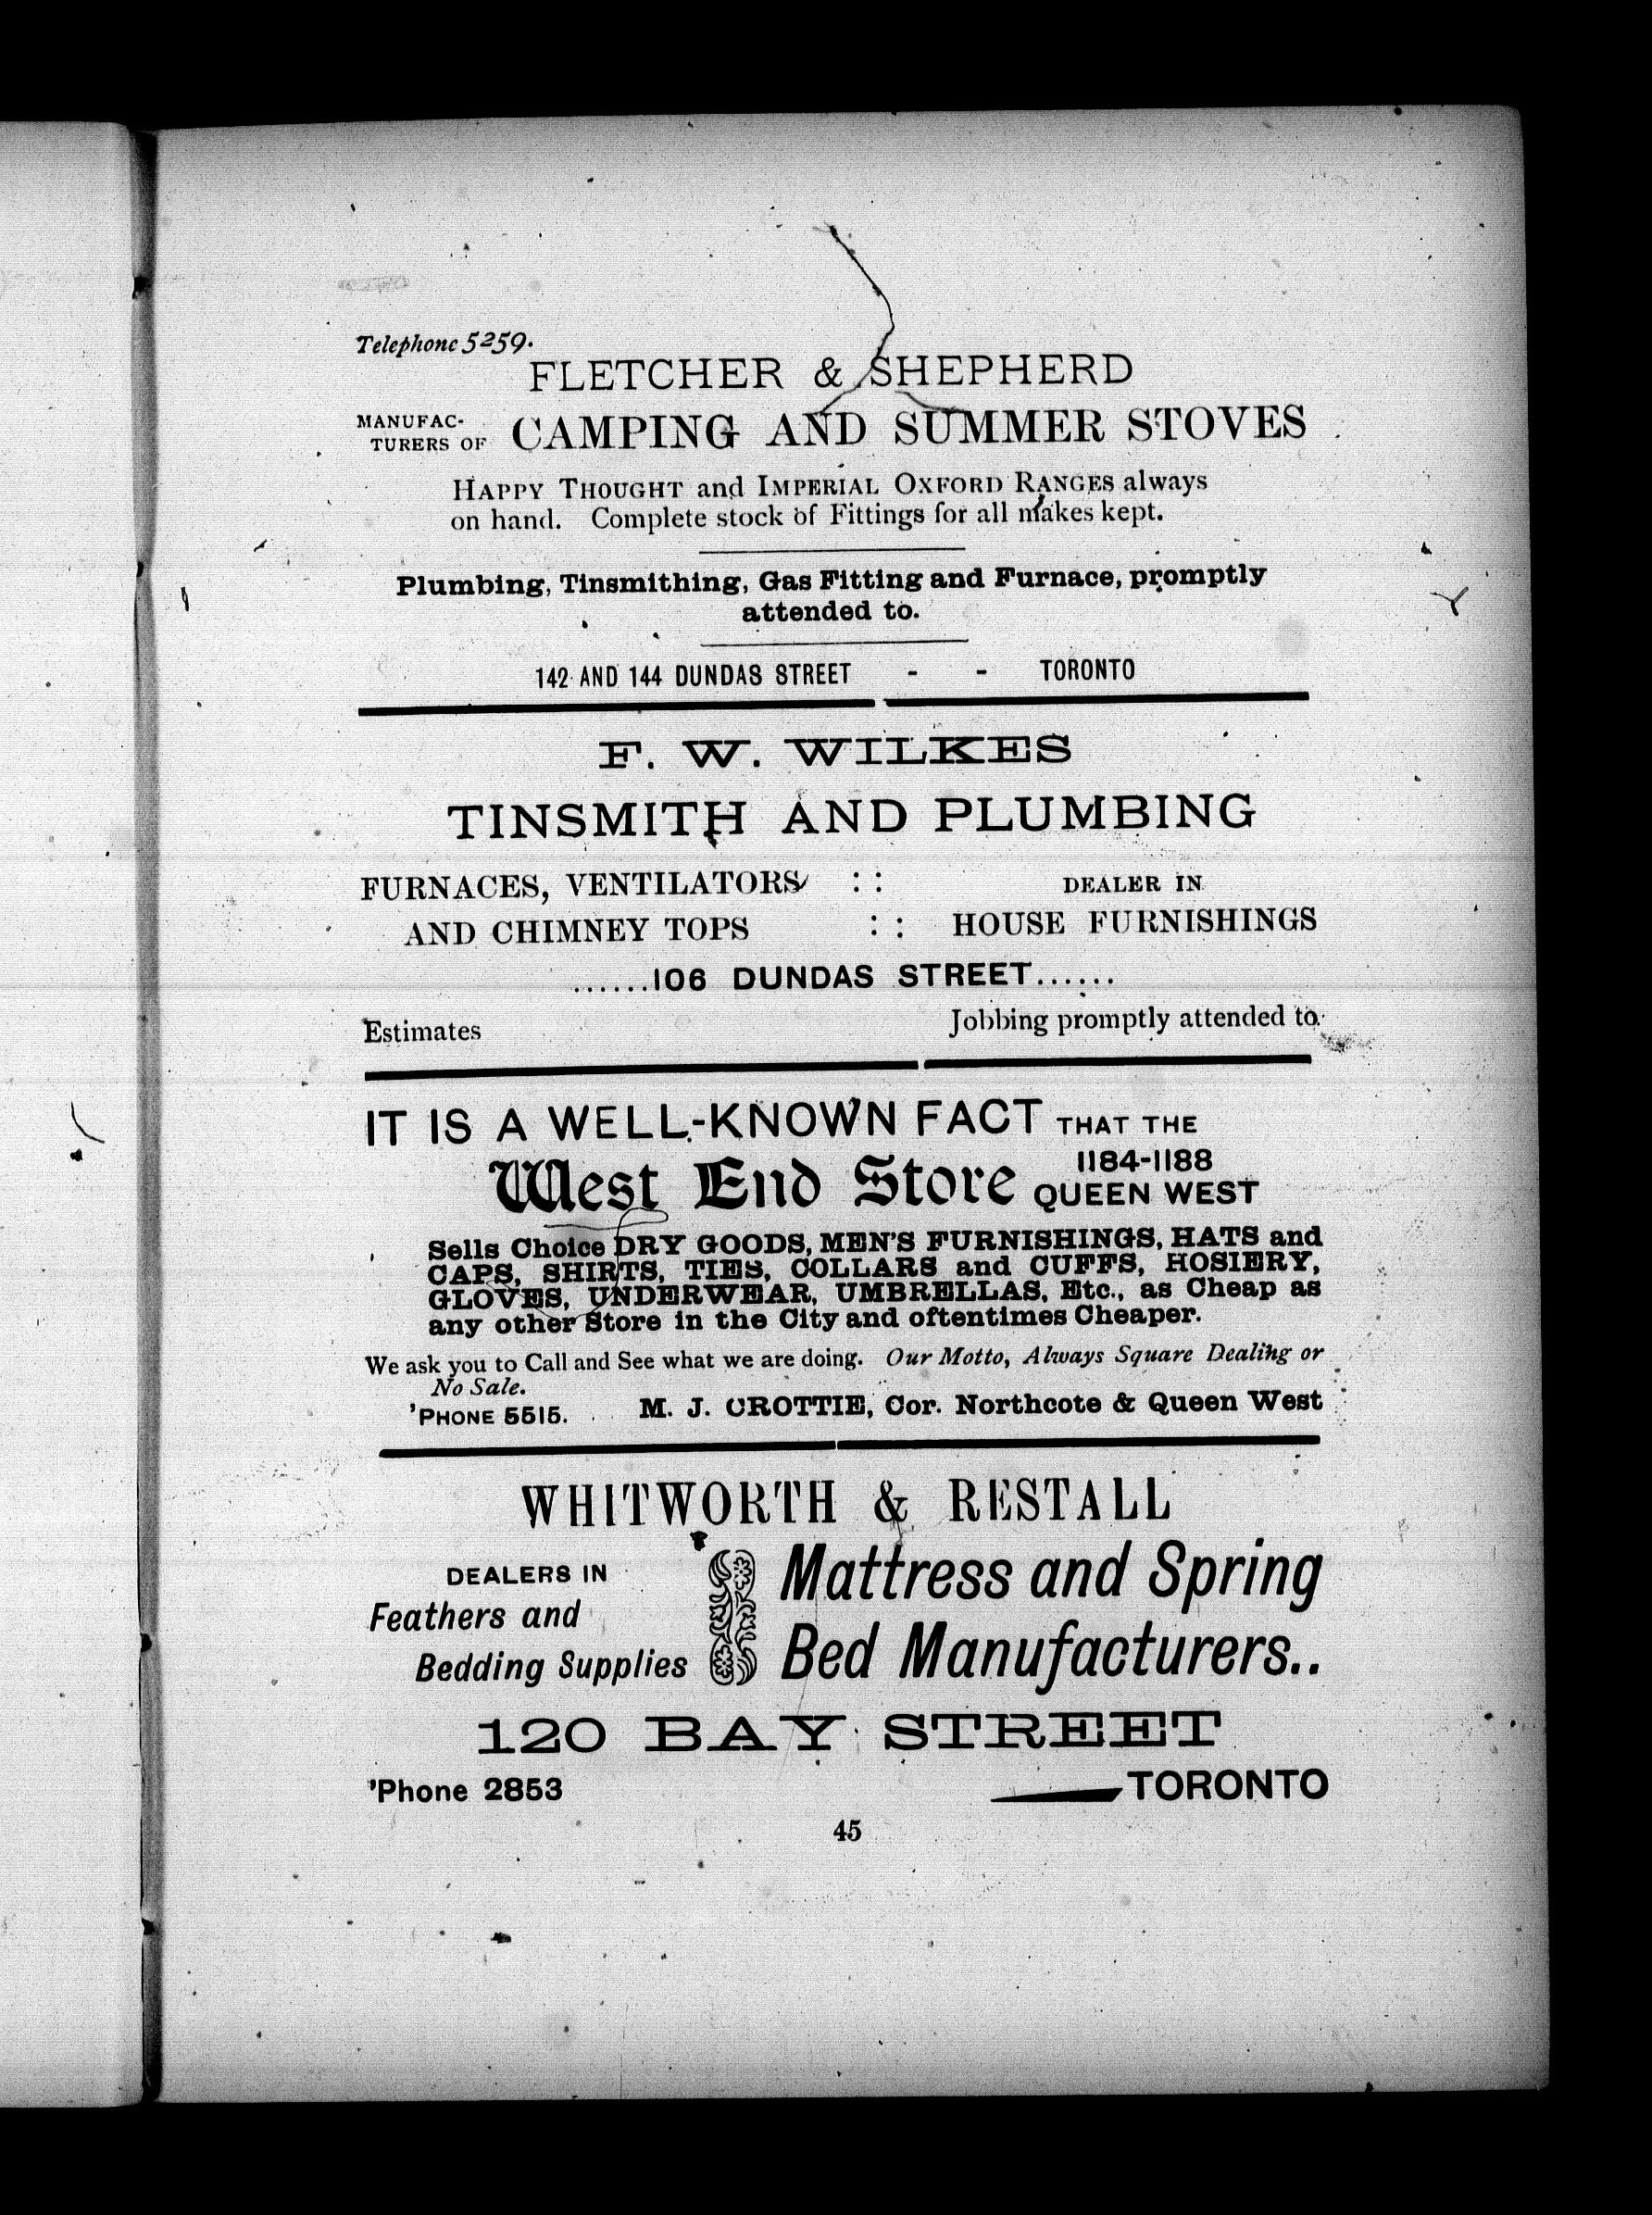 Telephone 5259.
FLETCHER & SHEPHERD
MANUFAC-
TURERS OF CAMPING AND SUMMER STOVES
HAPPY THOUGHT and IMPERIAL OXFORD RANGES always
on hand. Complete stock of Fittings for all makes kept.
Plumbing, Tinsmithing, Gas Fitting and Furnace, promptly
attended to.
142 AND 144 DUNDAS STREET - - TORONTO
F. W. WILKES
TINSMITH AND PLUMBING
FURNACES, VENTILATORS : : DEALER IN
AND CHIMNEY TOPS : : HOUSE FURNISHINGS
......106 DUNDAS STREET......
Estimates Jobbing promptly attended to.
IT IS A WELL-KNOWN FACT THAT THE
West End Store 1184-1188
QUEEN WEST
Sells Choice DRY GOODS, MEN'S FURNISHINGS, HATS and
CAPS, SHIRTS, TIES, COLLARS and CUFFS, HOSIERY,
GLOVES, UNDERWEAR, UMBRELLAS, Etc., as Cheap as
any other Store in the City and oftentimes Cheaper.
We ask you to Call and See what we are doing. Our Motto, Always Square Dealing or
No Sale.
'PHONE 5515. M. J. CROTTIE, Cor. Northcote & Queen West
WHITWORTH & RESTALL
DEALERS IN
Feathers and
Bedding Supplies
Mattress and Spring
Bed Manufacturers..
120 BAY STREET
'Phone 2853 TORONTO
45